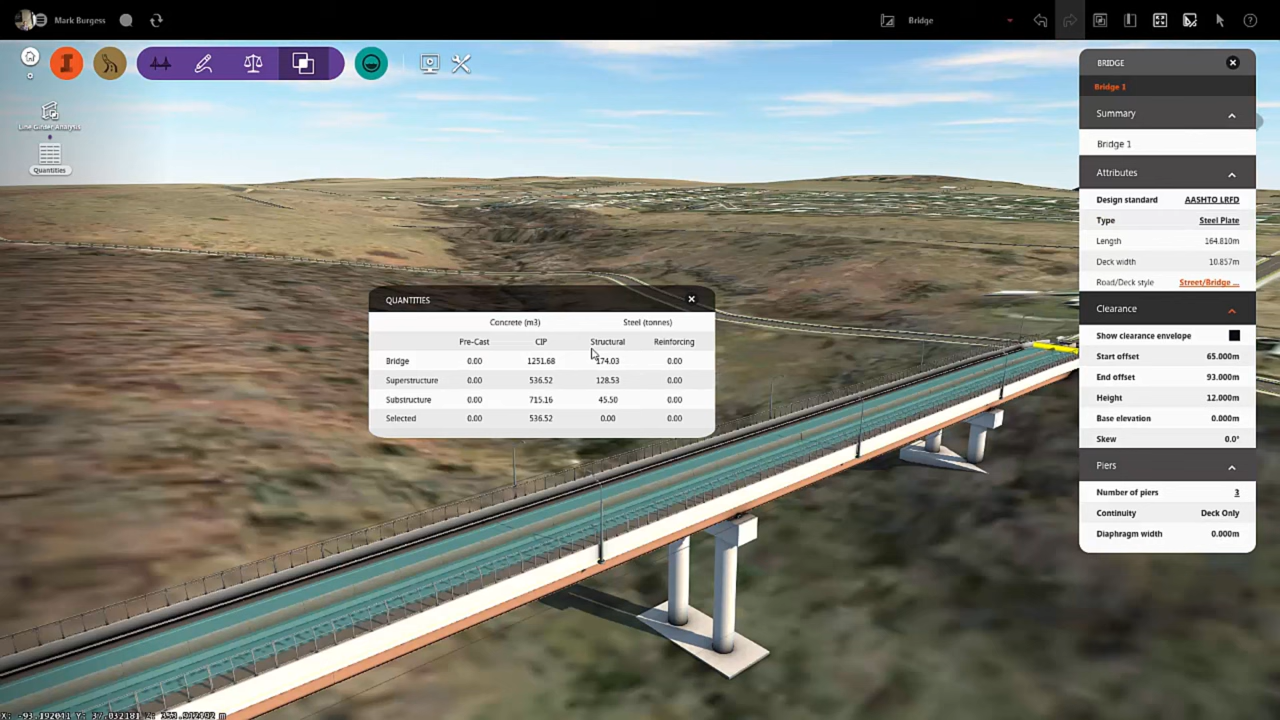 Mark Burgess
Bridge
Line Girder Analysis
Quantities
QUANTITIES
Concrete (m3) Steel (tonnes)
Pre-Cast CIP Structural Reinforcing
Bridge 0.00 1251.68 174.03 0.00
Superstructure 0.00 536.52 128.53 0.00
Substructure 0.00 715.16 45.50 0.00
Selected 0.00 536.52 0.00 0.00
BRIDGE
Bridge 1
Summary
Bridge 1
Attributes
Design standard AASHTO LRFD
Type Steel Plate
Length 164.810m
Deck width 10.857m
Road/Deck style Street/Bridge ...
Clearance
Show clearance envelope
Start offset 65.000m
End offset 93.000m
Height 12.000m
Base elevation 0.000m
Skew 0.0°
Piers
Number of piers 3
Continuity Deck Only
Diaphragm width 0.000m